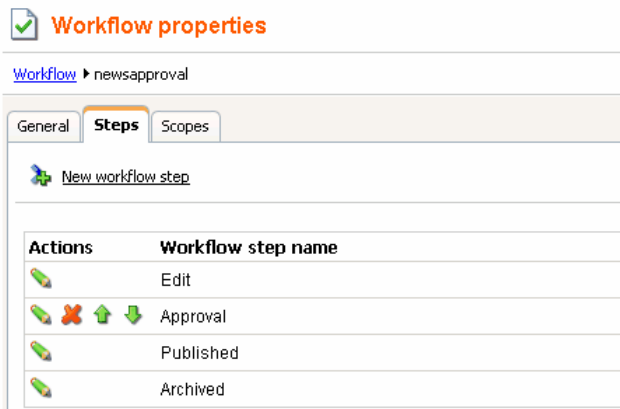 Workflow properties
Workflow ▶ newsapproval
General Steps Scopes
New workflow step
Actions Workflow step name
Edit
Approval
Published
Archived